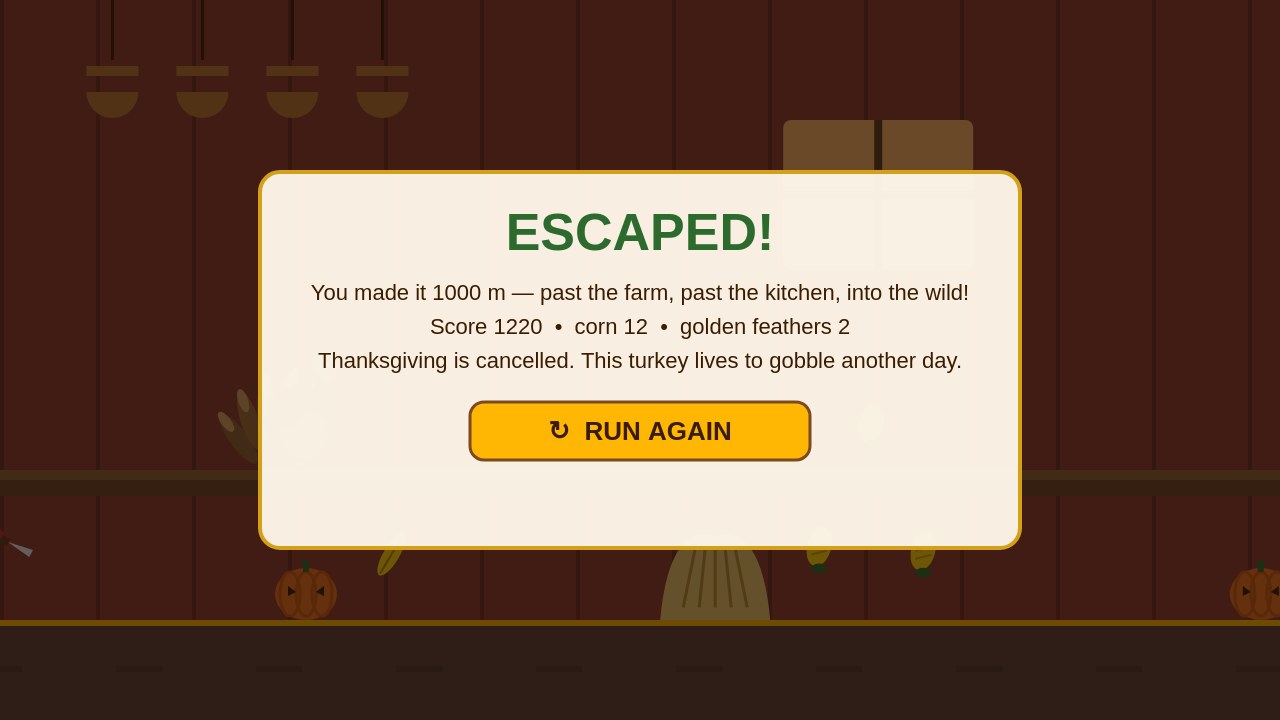 ESCAPED!
You made it 1000 m — past the farm, past the kitchen, into the wild!
Score 1220 • corn 12 • golden feathers 2
Thanksgiving is cancelled. This turkey lives to gobble another day.
↻ RUN AGAIN